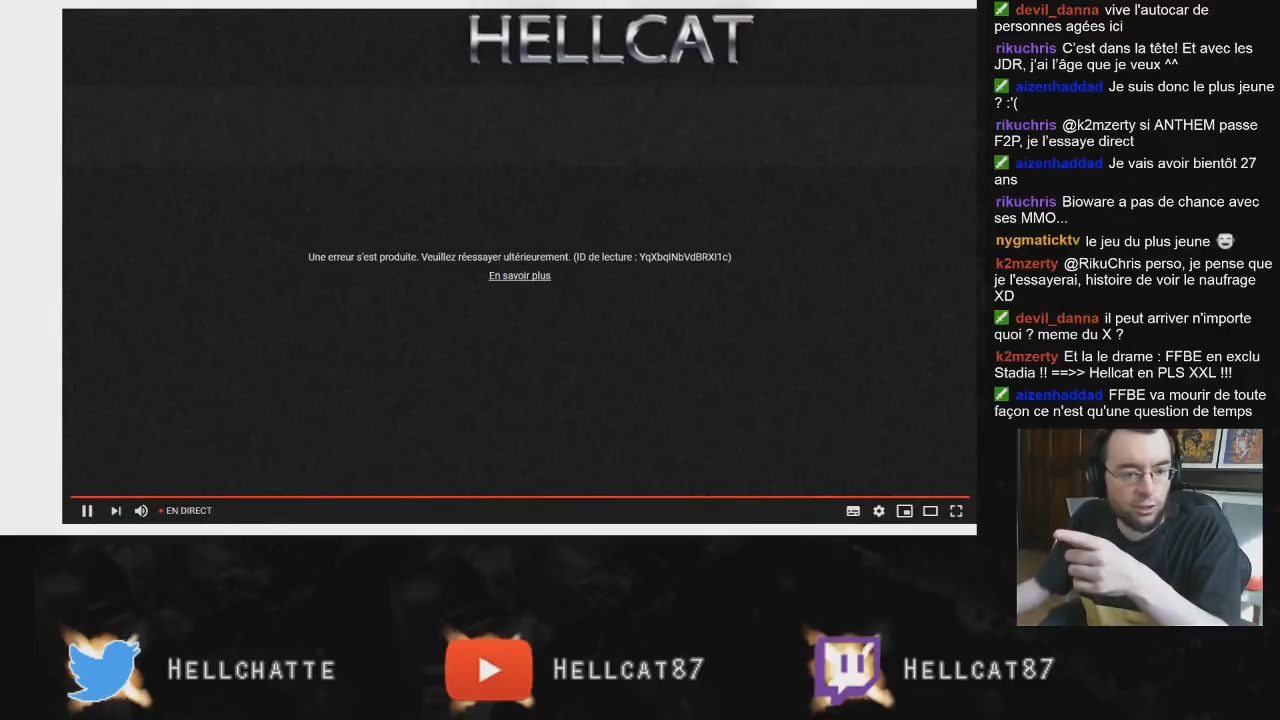 HELLCAT
Une erreur s'est produite. Veuillez réessayer ultérieurement. (ID de lecture : YqXbqINbVdBRXI1c)
En savoir plus
EN DIRECT
devil_danna vive l'autocar de
personnes agées ici
rikuchris C'est dans la tête! Et avec les
JDR, j'ai l'âge que je veux ^^
aizenhaddad Je suis donc le plus jeune
? :'(
rikuchris @k2mzerty si ANTHEM passe
F2P, je l'essaye direct
aizenhaddad Je vais avoir bientôt 27
ans
rikuchris Bioware a pas de chance avec
ses MMO...
nygmaticktv le jeu du plus jeune
k2mzerty @RikuChris perso, je pense que
je l'essayerai, histoire de voir le naufrage
XD
devil_danna il peut arriver n'importe
quoi ? meme du X ?
k2mzerty Et la le drame : FFBE en exclu
Stadia !! ==>> Hellcat en PLS XXL !!!
aizenhaddad FFBE va mourir de toute
façon ce n'est qu'une question de temps
HELLCHATTE
HELLCAT87
HELLCAT87